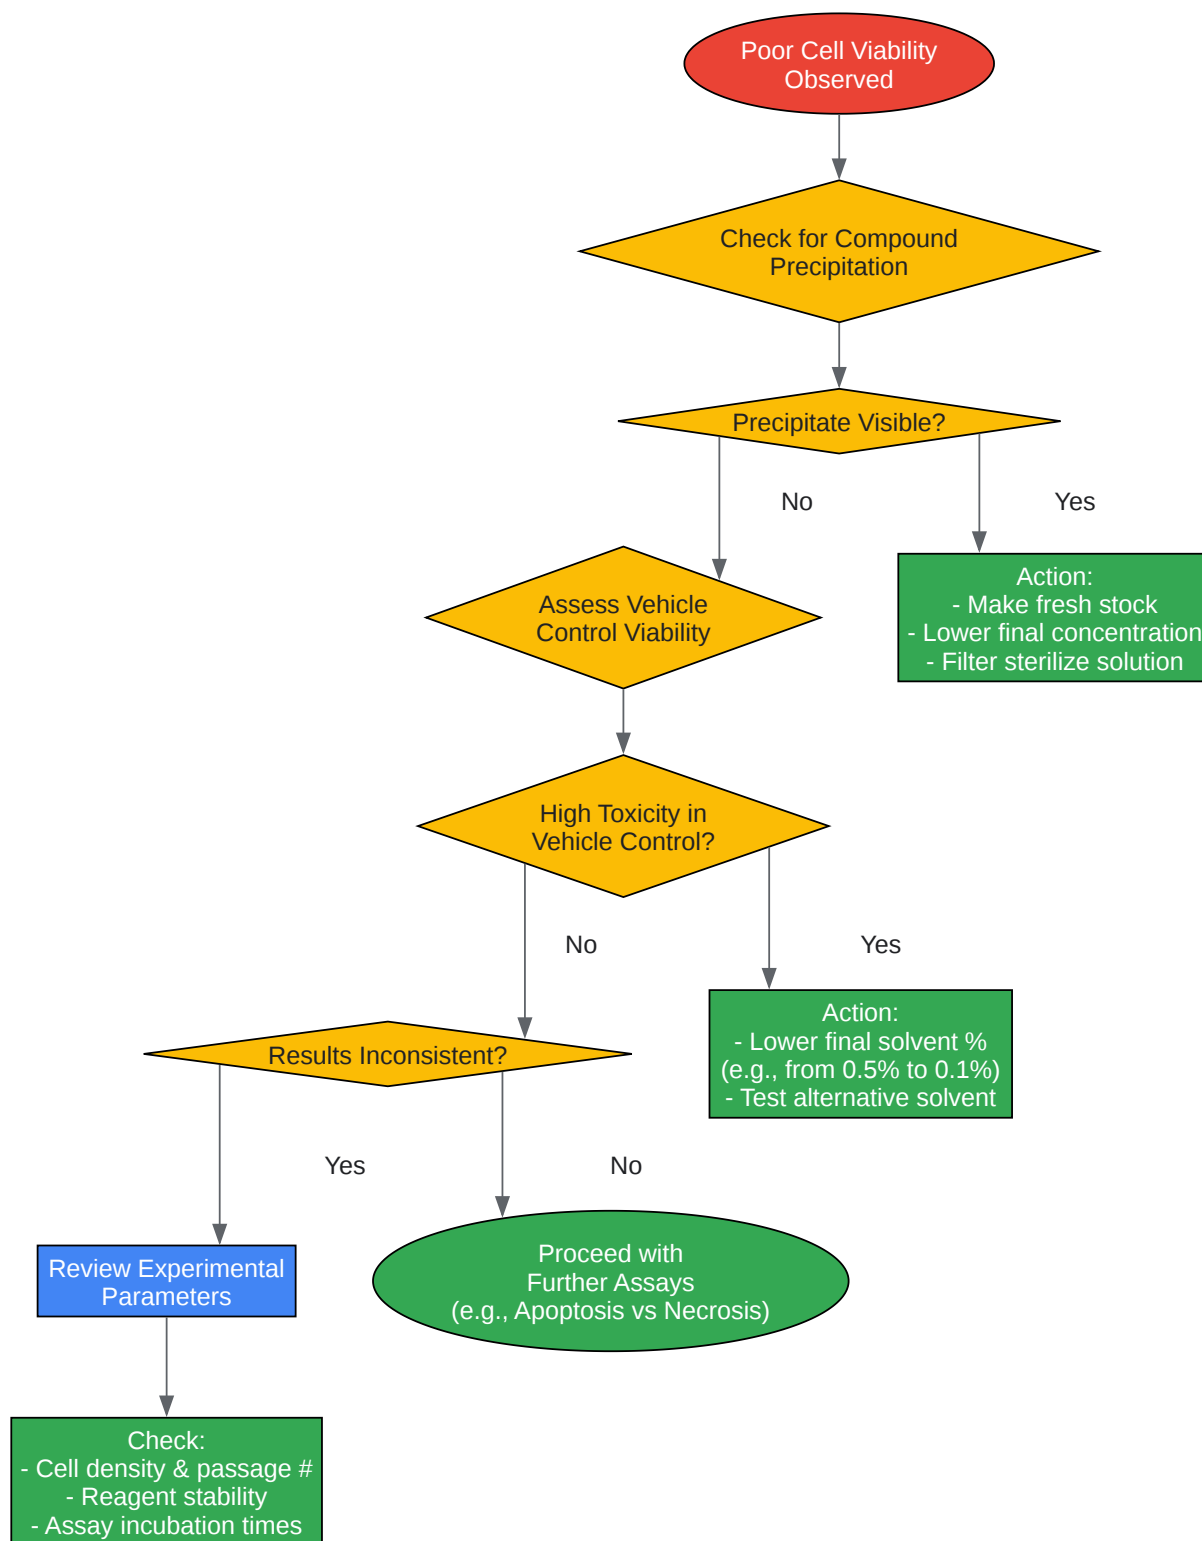 Poor Cell Viability
Observed
Check for Compound
Precipitation
Precipitate Visible?
No
Yes
Assess Vehicle
Control Viability
Action:
- Make fresh stock
- Lower final concentration
- Filter sterilize solution
High Toxicity in
Vehicle Control?
No
Yes
Results Inconsistent?
Action:
- Lower final solvent %
(e.g., from 0.5% to 0.1%)
- Test alternative solvent
Yes
No
Review Experimental
Parameters
Proceed with
Further Assays
(e.g., Apoptosis vs Necrosis)
Check:
- Cell density & passage #
- Reagent stability
- Assay incubation times